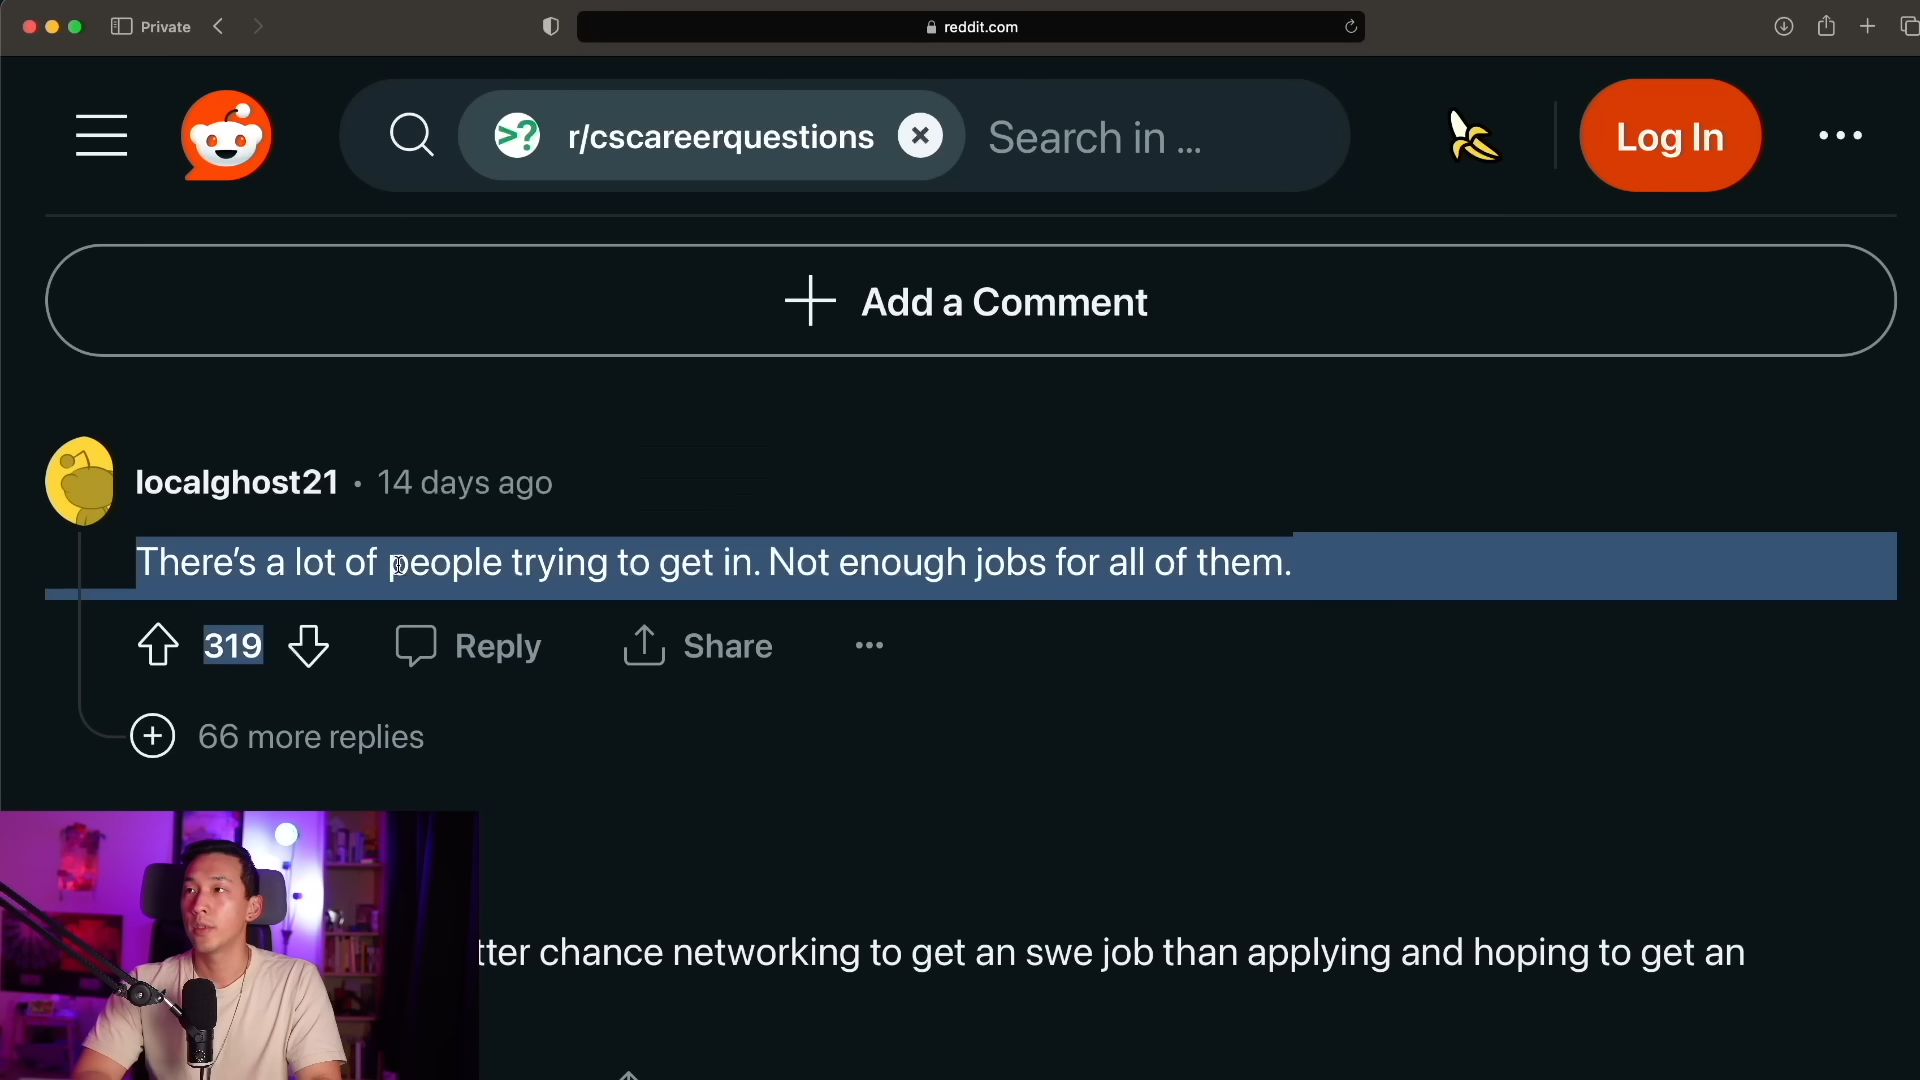 Private
reddit.com
r/cscareerquestions
Search in ...
Log In
Add a Comment
localghost21 • 14 days ago
There’s a lot of people trying to get in. Not enough jobs for all of them.
319
Reply
Share
66 more replies
tter chance networking to get an swe job than applying and hoping to get an